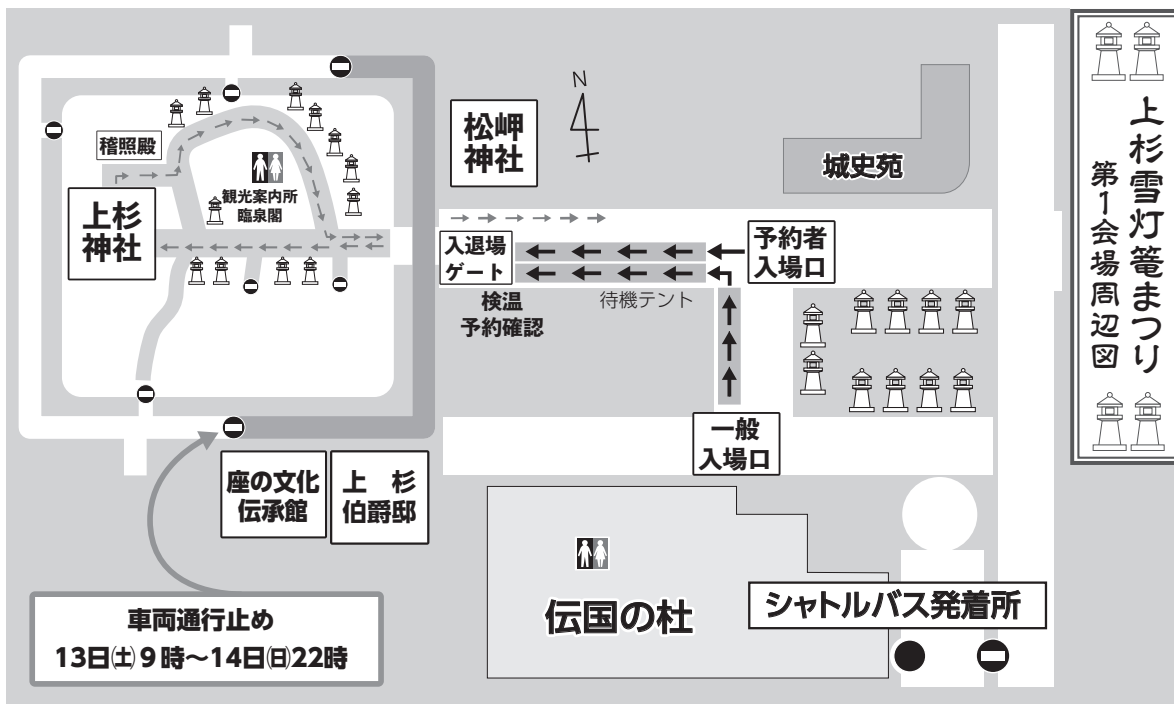 上杉雪灯篭まつり
第1会場周辺図
稽照殿
上杉
神社
観光案内所
臨泉閣
松岬
神社
N
城史苑
入退場
ゲート
検温
予約確認
待機テント
予約者
入場口
一般
入場口
座の文化
伝承館
上 杉
伯爵邸
伝国の杜
シャトルバス発着所
車両通行止め
13日㈯9時～14日㈰22時